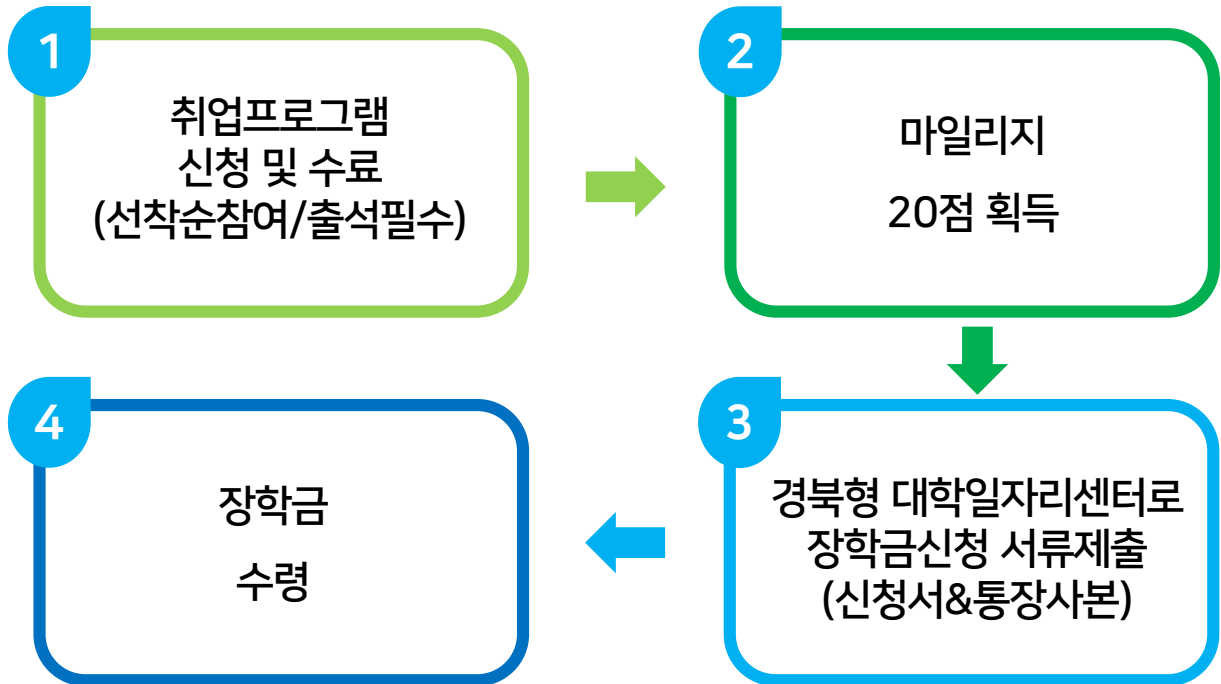 1
취업프로그램
신청 및 수료
(선착순참여/출석필수)
2
마일리지
20점 획득
3
경북형 대학일자리센터로
장학금신청 서류제출
(신청서&통장사본)
4
장학금
수령